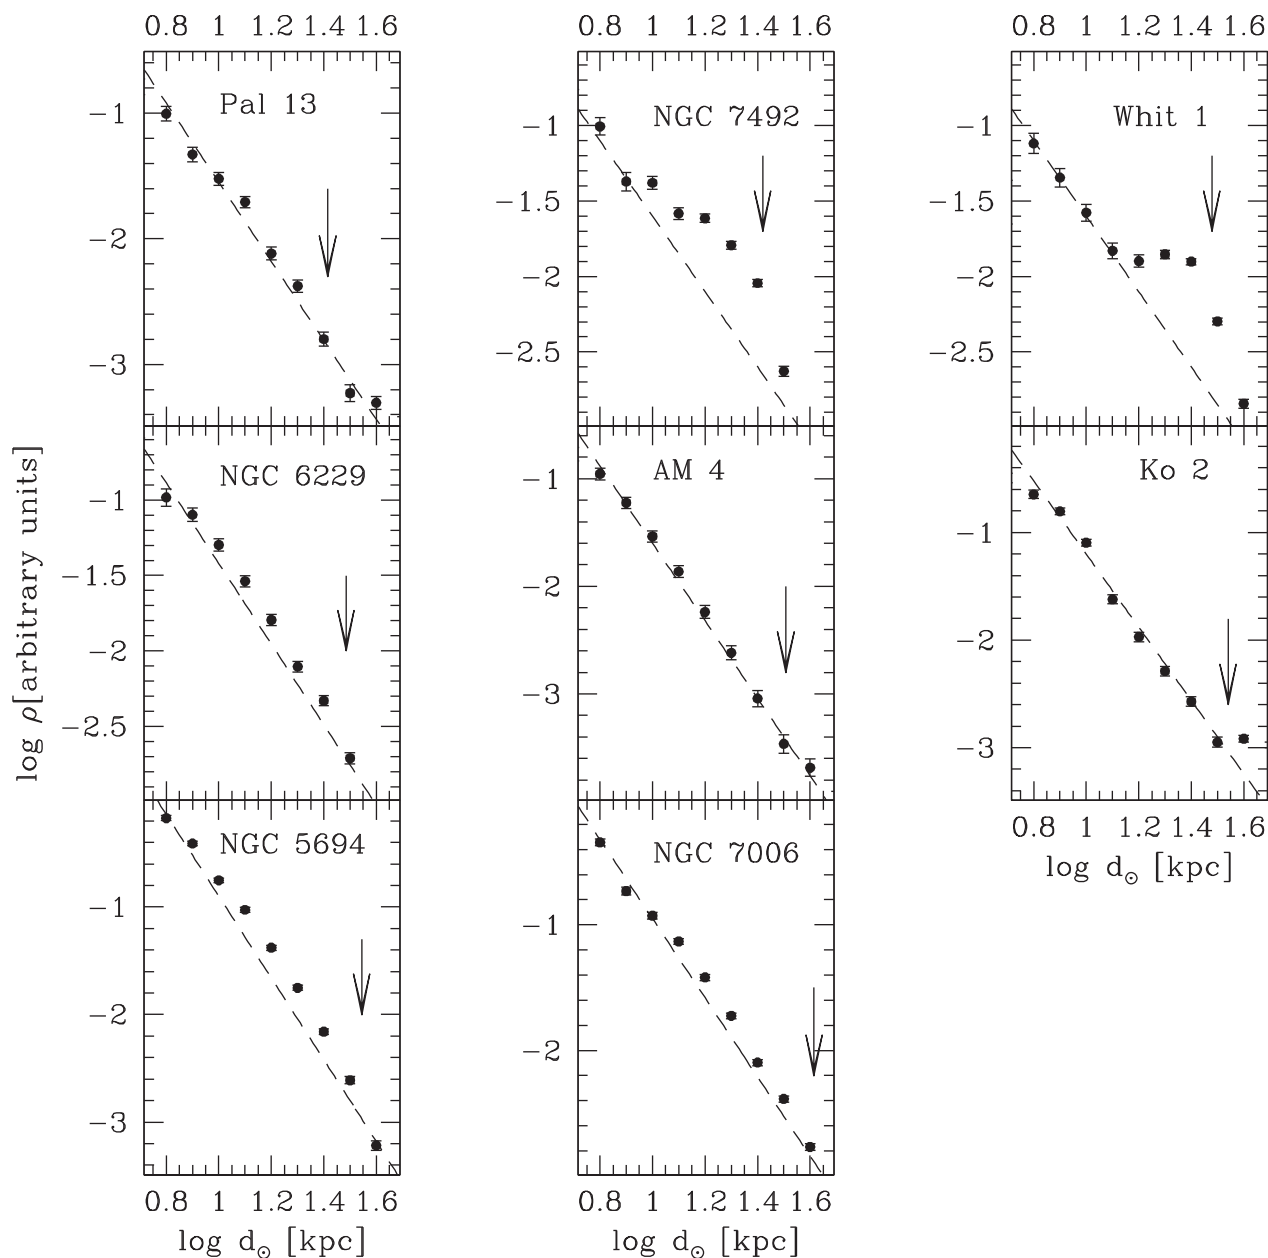 0.8 1 1.2 1.4 1.6
0.8 1 1.2 1.4 1.6
0.8 1 1.2 1.4 1.6
Pal 13
−1
−2
−3
NGC 7492
−1
−1.5
−2
−2.5
Whit 1
−1
−1.5
−2
−2.5
log ρ[arbitrary units]
NGC 6229
−1
−1.5
−2
−2.5
AM 4
−1
−2
−3
Ko 2
−1
−2
−3
0.8 1 1.2 1.4 1.6
log d⊙ [kpc]
NGC 5694
−1
−2
−3
0.8 1 1.2 1.4 1.6
log d⊙ [kpc]
NGC 7006
−1
−2
0.8 1 1.2 1.4 1.6
log d⊙ [kpc]